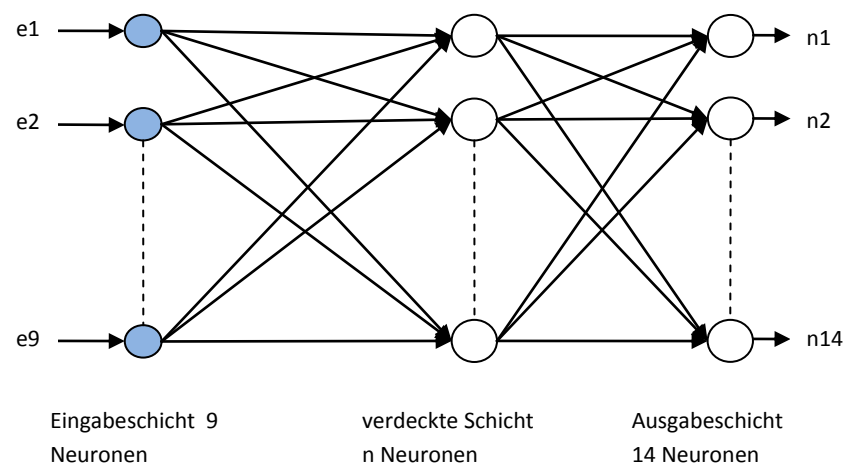 e1
n1
e2
n2
e9
n14
Eingabeschicht 9
Neuronen
verdeckte Schicht
n Neuronen
Ausgabeschicht
14 Neuronen